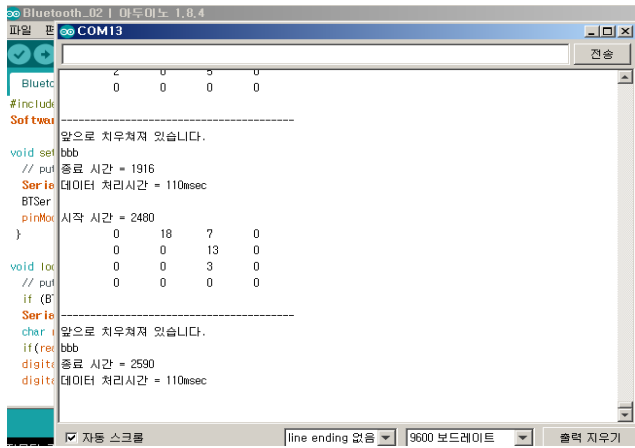 Bluetooth_02 | 아두이노 1.8.4
파일 편
COM13
전송
Blueto
#include
Softwar
void set
// put
Seria
BTSer
pinMod
}
void loo
// put
if (BT
Seria
char r
if(rec
digita
digita
2 0 5 0
0 0 0 0
----------------------------------------
앞으로 치우쳐져 있습니다.
bbb
종료 시간 = 1916
데이터 처리시간 = 110msec
시작 시간 = 2480
0 18 7 0
0 0 13 0
0 0 3 0
0 0 0 0
----------------------------------------
앞으로 치우쳐져 있습니다.
bbb
종료 시간 = 2590
데이터 처리시간 = 110msec
자동 스크롤
line ending 없음
9600 보드레이트
출력 지우기